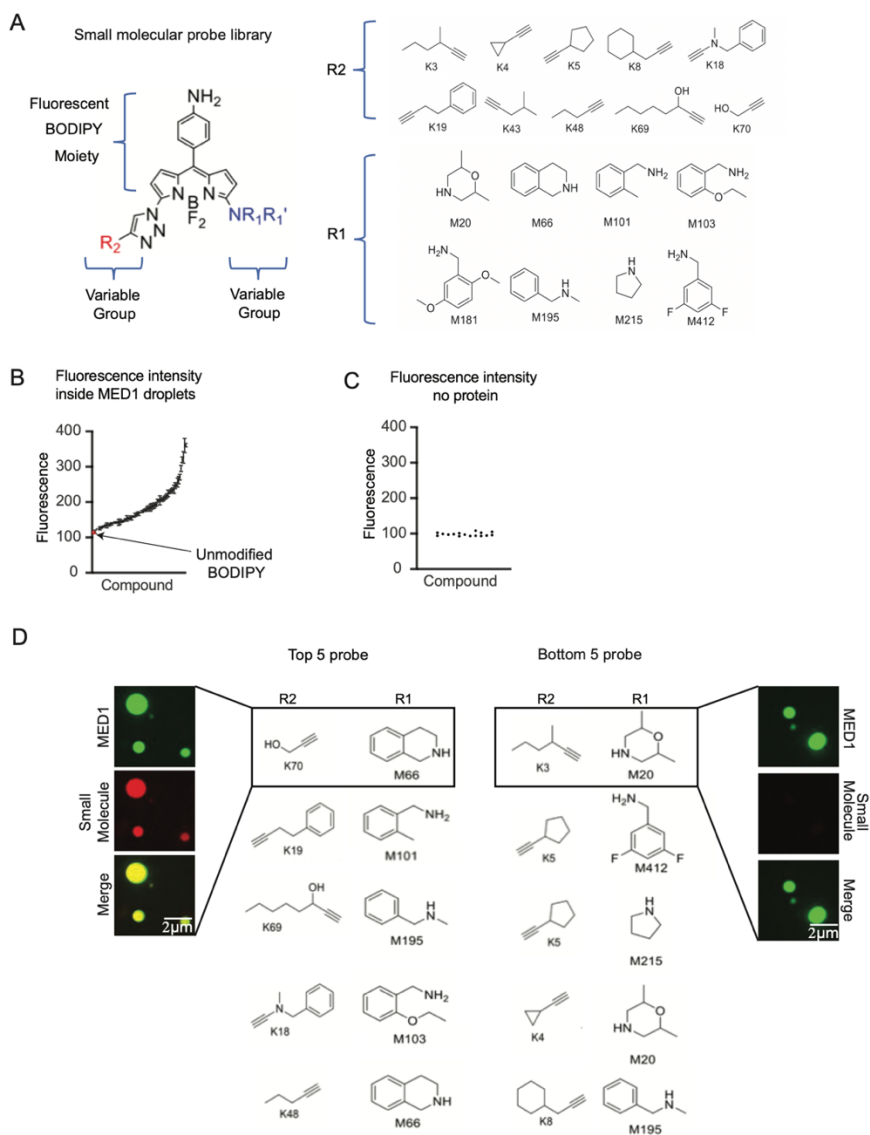 A
Small molecular probe library
Fluorescent
BODIPY
Moiety
NH2
N
N
B
F2
N
N
N
R2
NR1R1'
Variable
Group
Variable
Group
R2
K3
K4
K5
K8
N
K18
K19
K43
K48
OH
K69
HO
K70
R1
O
HN
M20
NH
M66
NH2
M101
NH2
O
M103
H2N
O
O
M181
H
N
M195
H
N
M215
H2N
F
F
M412
B
Fluorescence intensity
inside MED1 droplets
Fluorescence
400
300
200
100
0
Compound
Unmodified
BODIPY
C
Fluorescence intensity
no protein
Fluorescence
400
300
200
100
0
Compound
D
Top 5 probe
Bottom 5 probe
R2
R1
R2
R1
MED1
Small
Molecule
Merge
2μm
HO
K70
NH
M66
K19
NH2
M101
OH
K69
H
N
M195
N
K18
NH2
O
M103
K48
NH
M66
K3
O
HN
M20
K5
H2N
F
F
M412
K5
H
N
M215
K4
O
HN
M20
K8
H
N
M195
MED1
Small
Molecule
Merge
2μm